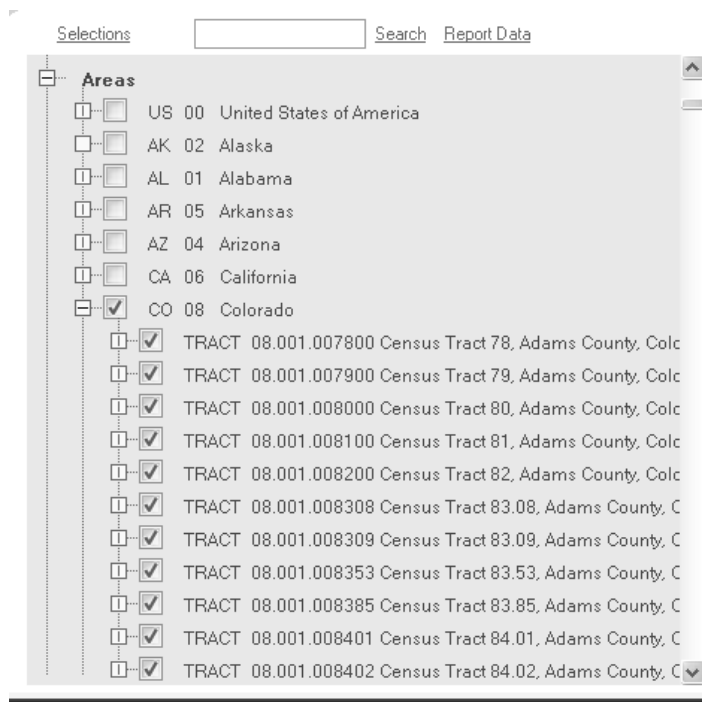 Selections Search Report Data
Areas
US 00 United States of America
AK 02 Alaska
AL 01 Alabama
AR 05 Arkansas
AZ 04 Arizona
CA 06 California
CO 08 Colorado
TRACT 08.001.007800 Census Tract 78, Adams County, Colc
TRACT 08.001.007900 Census Tract 79, Adams County, Colc
TRACT 08.001.008000 Census Tract 80, Adams County, Colc
TRACT 08.001.008100 Census Tract 81, Adams County, Colc
TRACT 08.001.008200 Census Tract 82, Adams County, Colc
TRACT 08.001.008308 Census Tract 83.08, Adams County, C
TRACT 08.001.008309 Census Tract 83.09, Adams County, C
TRACT 08.001.008353 Census Tract 83.53, Adams County, C
TRACT 08.001.008385 Census Tract 83.85, Adams County, C
TRACT 08.001.008401 Census Tract 84.01, Adams County, C
TRACT 08.001.008402 Census Tract 84.02, Adams County, C